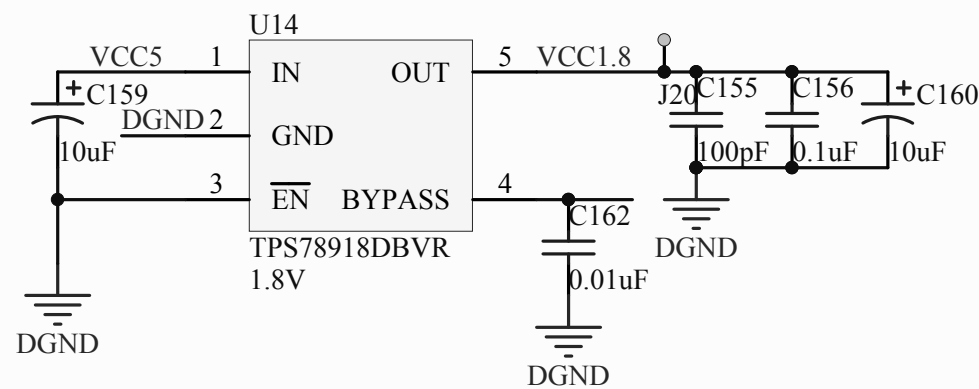 U14
VCC5 1 IN OUT 5 VCC1.8
+ C159 J20 C155 C156 + C160
DGND 2 GND
10uF 100pF 0.1uF 10uF
3 EN BYPASS 4
C162
TPS78918DBVR DGND
1.8V 0.01uF
DGND
DGND